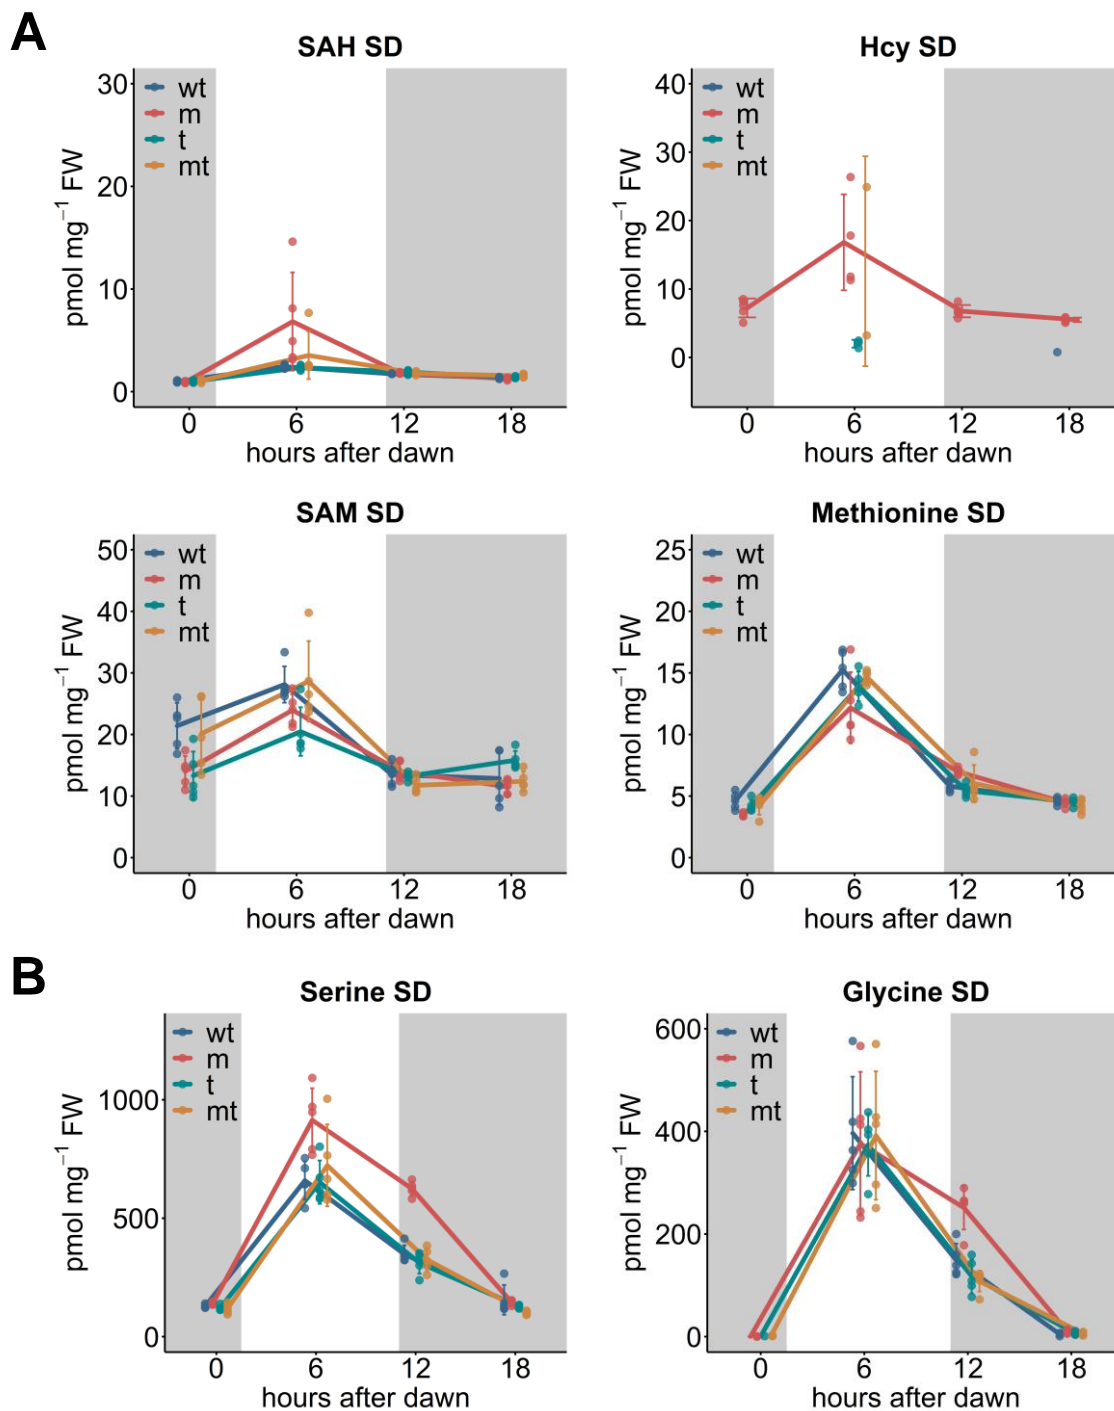 A
SAH SD
30
20
10
0
pmol mg⁻¹ FW
wt
m
t
mt
0 6 12 18
hours after dawn
Hcy SD
40
30
20
10
0
pmol mg⁻¹ FW
wt
m
t
mt
0 6 12 18
hours after dawn
SAM SD
50
40
30
20
10
0
pmol mg⁻¹ FW
wt
m
t
mt
0 6 12 18
hours after dawn
Methionine SD
25
20
15
10
5
0
pmol mg⁻¹ FW
wt
m
t
mt
0 6 12 18
hours after dawn
B
Serine SD
1000
500
0
pmol mg⁻¹ FW
wt
m
t
mt
0 6 12 18
hours after dawn
Glycine SD
600
400
200
0
pmol mg⁻¹ FW
wt
m
t
mt
0 6 12 18
hours after dawn